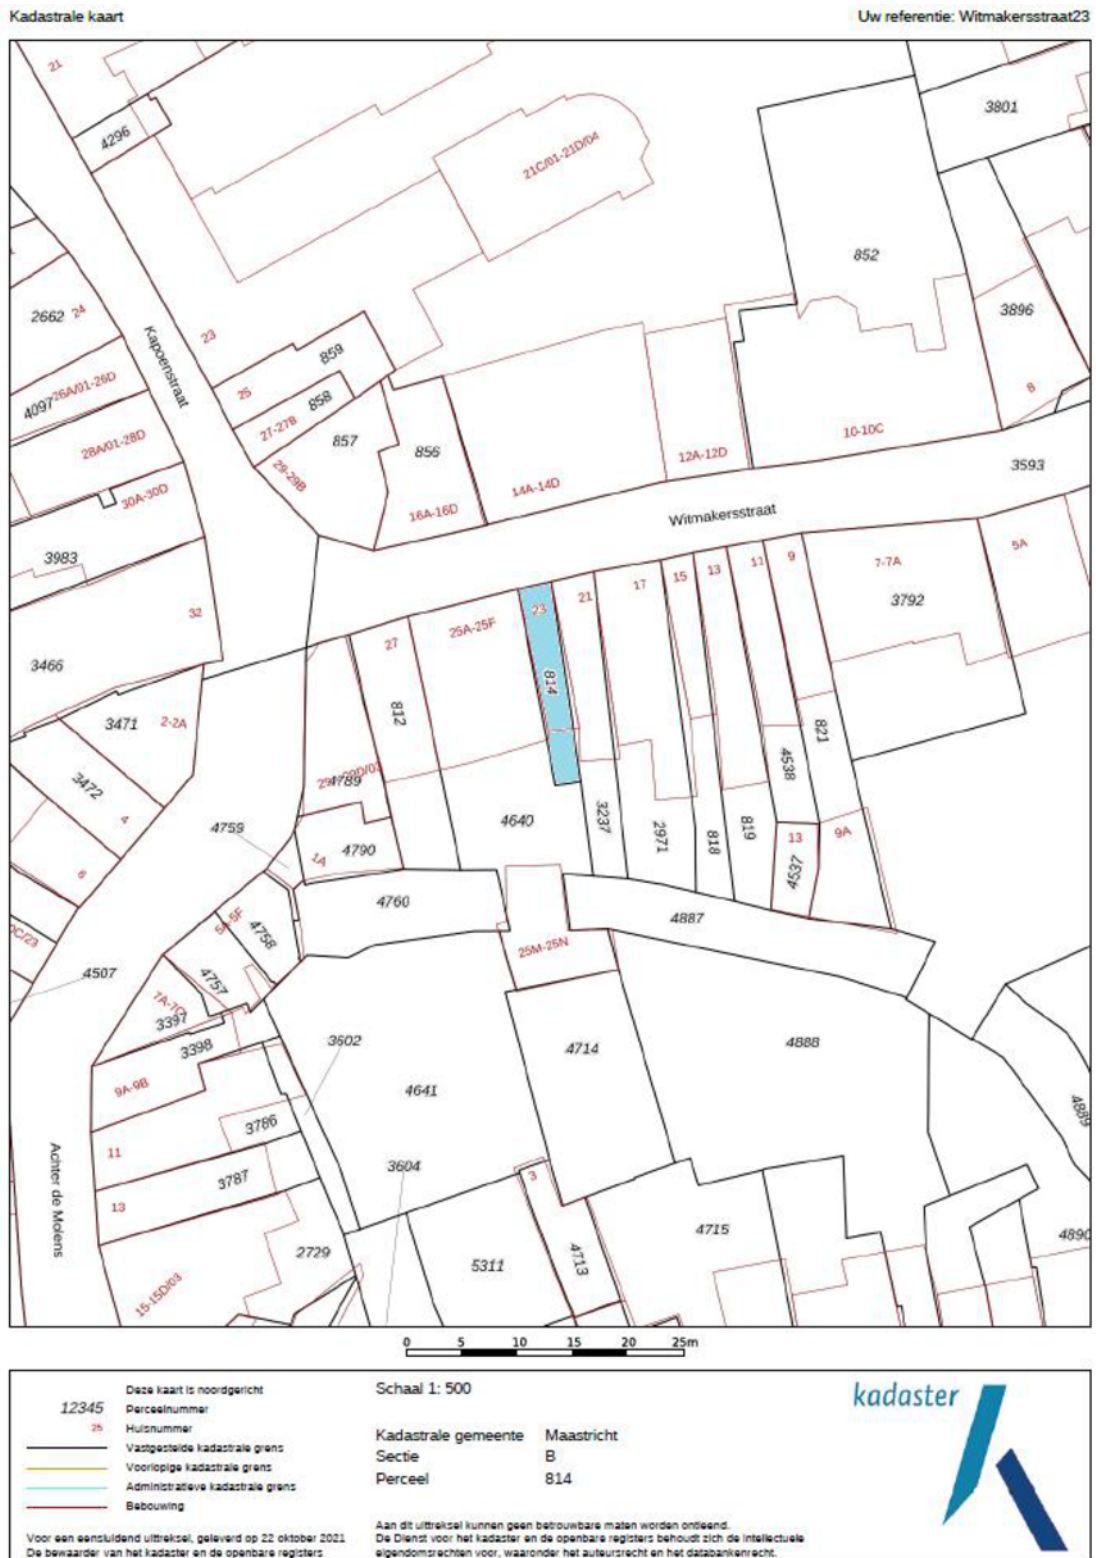 Kadastrale kaart
Uw referentie: Witmakersstraat23
21
4296
3801
21C/01-21D/04
852
2662
24
23
3896
859
Kapoenstraat
26A/01-26D
4097
25
858
8
27-27B
857
856
10-10C
28A/01-28D
12A-12D
3593
29-29B
14A-14D
30A-30D
16A-16D
Witmakersstraat
3983
5A
9
11
7-7A
13
15
17
3792
21
23
32
25A-25F
27
3466
814
812
3471
2-2A
821
4538
3472
4789
4
3237
4640
4759
2971
818
819
13
9A
1A
4790
4537
6
4760
4887
5A-5F
4758
25M-25N
4507
4757
7A-7C
3397
3602
3398
4714
4888
9A-9B
4641
4889
3786
11
3604
3787
3
13
Achter de Molens
4715
4890
2729
5311
4713
15-15D/03
0 5 10 15 20 25m
Deze kaart is noordgericht
12345 Perceelnummer
25 Huisnummer
Vastgestelde kadastrale grens
Voorlopige kadastrale grens
Administratieve kadastrale grens
Bebouwing
Voor een eensluidend uittreksel, geleverd op 22 oktober 2021
De bewaarder van het kadaster en de openbare registers
Schaal 1: 500
Kadastrale gemeente Maastricht
Sectie B
Perceel 814
Aan dit uittreksel kunnen geen betrouwbare maten worden ontleend.
De Dienst voor het kadaster en de openbare registers behoudt zich de intellectuele
eigendomsrechten voor, waaronder het auteursrecht en het databankenrecht.
kadaster